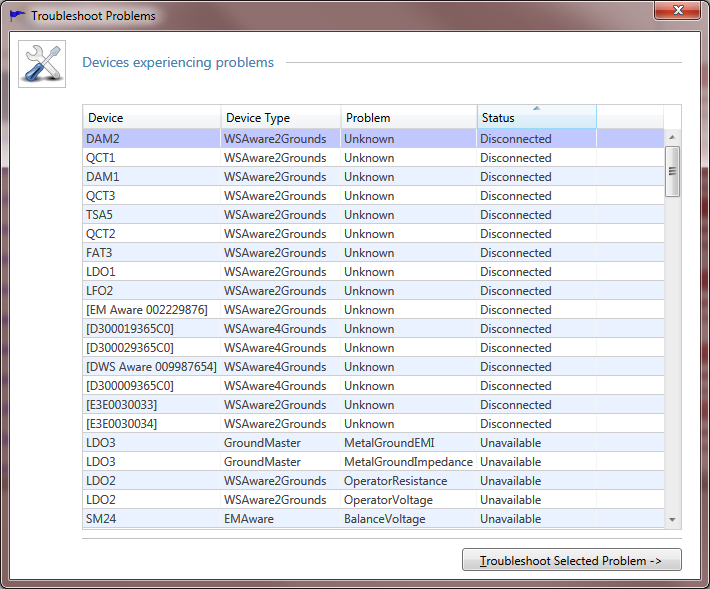 Troubleshoot Problems
Devices experiencing problems
Device Device Type Problem Status
DAM2 WSAware2Grounds Unknown Disconnected
QCT1 WSAware2Grounds Unknown Disconnected
DAM1 WSAware2Grounds Unknown Disconnected
QCT3 WSAware2Grounds Unknown Disconnected
TSA5 WSAware2Grounds Unknown Disconnected
QCT2 WSAware2Grounds Unknown Disconnected
FAT3 WSAware2Grounds Unknown Disconnected
LDO1 WSAware2Grounds Unknown Disconnected
LFO2 WSAware2Grounds Unknown Disconnected
[EM Aware 002229876] WSAware2Grounds Unknown Disconnected
[D300019365C0] WSAware4Grounds Unknown Disconnected
[D300029365C0] WSAware4Grounds Unknown Disconnected
[DWS Aware 009987654] WSAware4Grounds Unknown Disconnected
[D300009365C0] WSAware4Grounds Unknown Disconnected
[E3E0030033] WSAware2Grounds Unknown Disconnected
[E3E0030034] WSAware2Grounds Unknown Disconnected
LDO3 GroundMaster MetalGroundEMI Unavailable
LDO3 GroundMaster MetalGroundImpedance Unavailable
LDO2 WSAware2Grounds OperatorResistance Unavailable
LDO2 WSAware2Grounds OperatorVoltage Unavailable
SM24 EMAware BalanceVoltage Unavailable
Troubleshoot Selected Problem ->